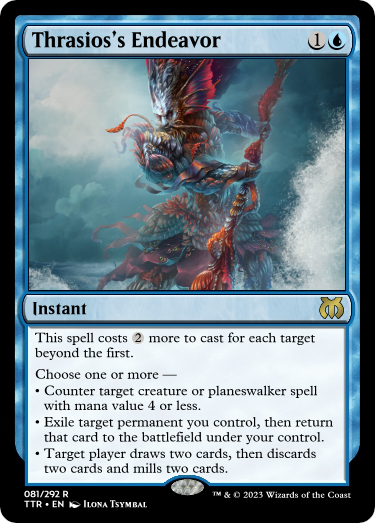 Thrasios's Endeavor 1
Instant
This spell costs 2 more to cast for each target
beyond the first.
Choose one or more —
• Counter target creature or planeswalker spell
with mana value 4 or less.
• Exile target permanent you control, then return
that card to the battlefield under your control.
• Target player draws two cards, then discards
two cards and mills two cards.
081/292 R
TTR • EN Ilona Tsymbal
™ & © 2023 Wizards of the Coast